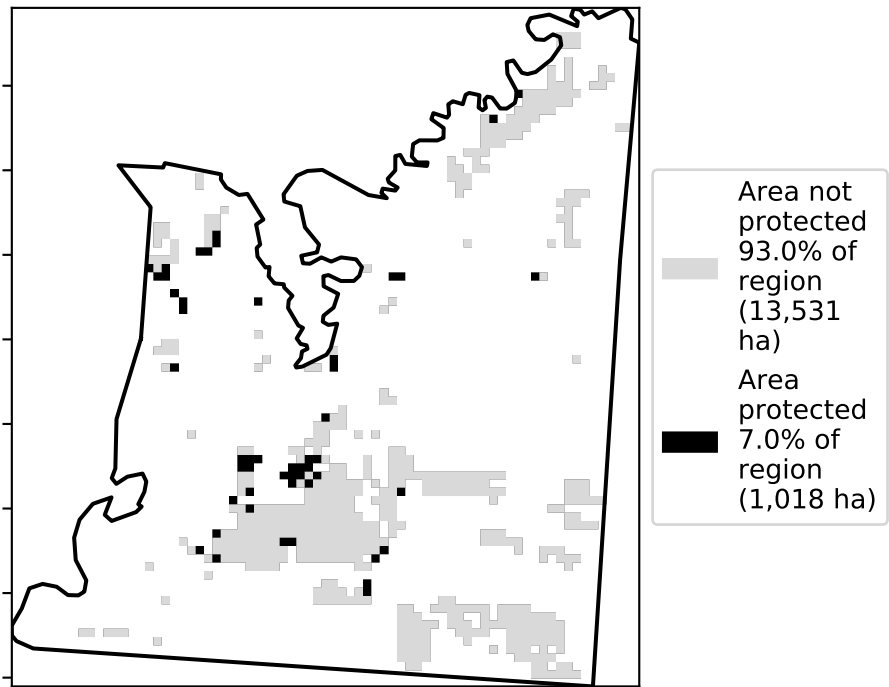 Area not
protected
93.0% of
region
(13,531
ha)
Area
protected
7.0% of
region
(1,018 ha)